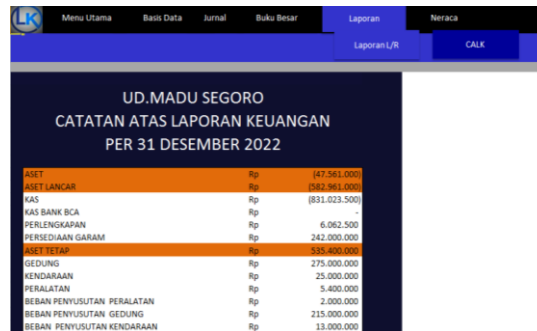 LK Menu Utama Basis Data Jurnal Buku Besar Laporan Neraca
Laporan L/R CALK
UD.MADU SEGORO
CATATAN ATAS LAPORAN KEUANGAN
PER 31 DESEMBER 2022
ASET Rp (47.561.000)
ASET LANCAR Rp (582.961.000)
KAS Rp (831.023.500)
KAS BANK BCA Rp -
PERLENGKAPAN Rp 6.062.500
PERSEDIAAN GARAM Rp 242.000.000
ASET TETAP Rp 535.400.000
GEDUNG Rp 275.000.000
KENDARAAN Rp 25.000.000
PERALATAN Rp 5.400.000
BEBAN PENYUSUTAN PERALATAN Rp 2.000.000
BEBAN PENYUSUTAN GEDUNG Rp 215.000.000
BEBAN PENYUSUTAN KENDARAAN Rp 13.000.000